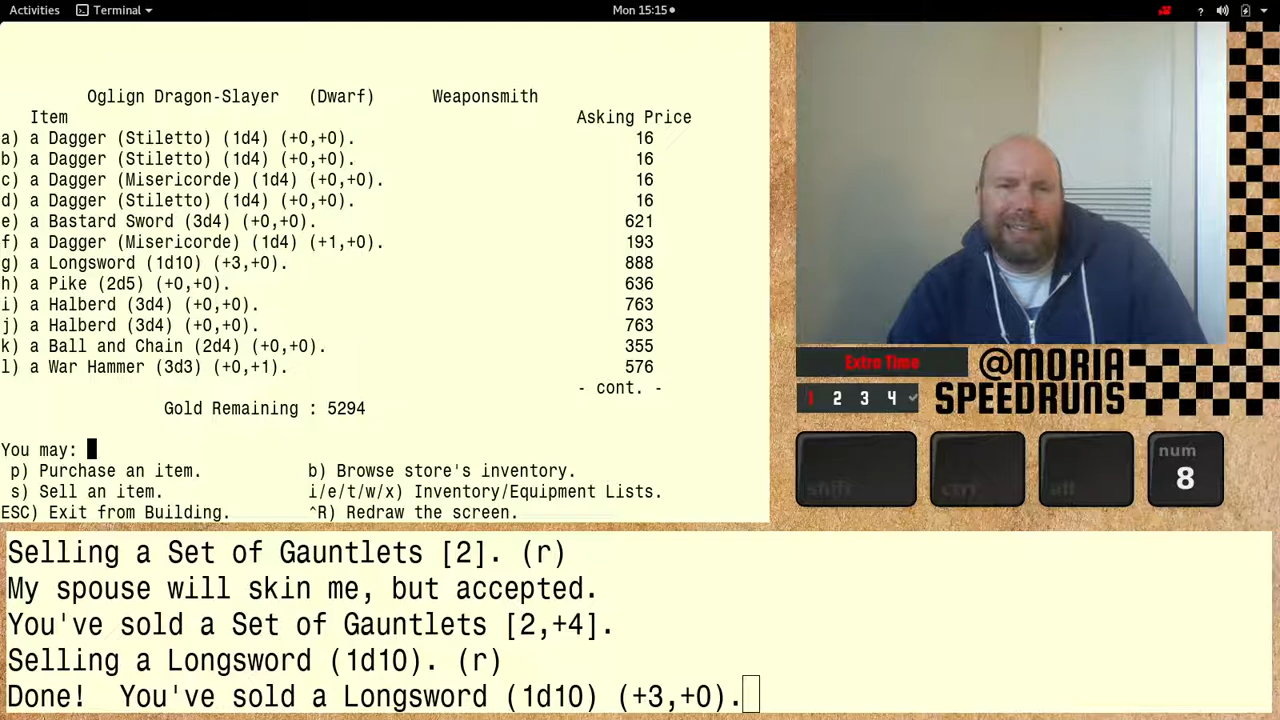 Activities Terminal Mon 15:15
Oglign Dragon-Slayer (Dwarf) Weaponsmith
Item Asking Price
a) a Dagger (Stiletto) (1d4) (+0,+0). 16
b) a Dagger (Stiletto) (1d4) (+0,+0). 16
c) a Dagger (Misericorde) (1d4) (+0,+0). 16
d) a Dagger (Stiletto) (1d4) (+0,+0). 16
e) a Bastard Sword (3d4) (+0,+0). 621
f) a Dagger (Misericorde) (1d4) (+1,+0). 193
g) a Longsword (1d10) (+3,+0). 888
h) a Pike (2d5) (+0,+0). 636
i) a Halberd (3d4) (+0,+0). 763
j) a Halberd (3d4) (+0,+0). 763
k) a Ball and Chain (2d4) (+0,+0). 355
l) a War Hammer (3d3) (+0,+1). 576
- cont. -
Gold Remaining : 5294
You may:
p) Purchase an item. b) Browse store's inventory.
s) Sell an item. i/e/t/w/x) Inventory/Equipment Lists.
ESC) Exit from Building. ^R) Redraw the screen.
Extro Time
1 2 3 4
@MORIA
SPEEDRUNS
shift ctrl alt num
8
Selling a Set of Gauntlets [2]. (r)
My spouse will skin me, but accepted.
You've sold a Set of Gauntlets [2,+4].
Selling a Longsword (1d10). (r)
Done! You've sold a Longsword (1d10) (+3,+0).